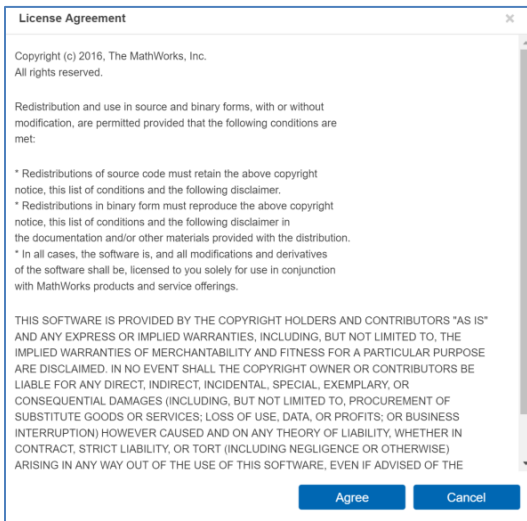 License Agreement
Copyright (c) 2016, The MathWorks, Inc.
All rights reserved.
Redistribution and use in source and binary forms, with or without
modification, are permitted provided that the following conditions are
met:
* Redistributions of source code must retain the above copyright
notice, this list of conditions and the following disclaimer.
* Redistributions in binary form must reproduce the above copyright
notice, this list of conditions and the following disclaimer in
the documentation and/or other materials provided with the distribution.
* In all cases, the software is, and all modifications and derivatives
of the software shall be, licensed to you solely for use in conjunction
with MathWorks products and service offerings.
THIS SOFTWARE IS PROVIDED BY THE COPYRIGHT HOLDERS AND CONTRIBUTORS "AS IS"
AND ANY EXPRESS OR IMPLIED WARRANTIES, INCLUDING, BUT NOT LIMITED TO, THE
IMPLIED WARRANTIES OF MERCHANTABILITY AND FITNESS FOR A PARTICULAR PURPOSE
ARE DISCLAIMED. IN NO EVENT SHALL THE COPYRIGHT OWNER OR CONTRIBUTORS BE
LIABLE FOR ANY DIRECT, INDIRECT, INCIDENTAL, SPECIAL, EXEMPLARY, OR
CONSEQUENTIAL DAMAGES (INCLUDING, BUT NOT LIMITED TO, PROCUREMENT OF
SUBSTITUTE GOODS OR SERVICES; LOSS OF USE, DATA, OR PROFITS; OR BUSINESS
INTERRUPTION) HOWEVER CAUSED AND ON ANY THEORY OF LIABILITY, WHETHER IN
CONTRACT, STRICT LIABILITY, OR TORT (INCLUDING NEGLIGENCE OR OTHERWISE)
ARISING IN ANY WAY OUT OF THE USE OF THIS SOFTWARE, EVEN IF ADVISED OF THE
Agree Cancel